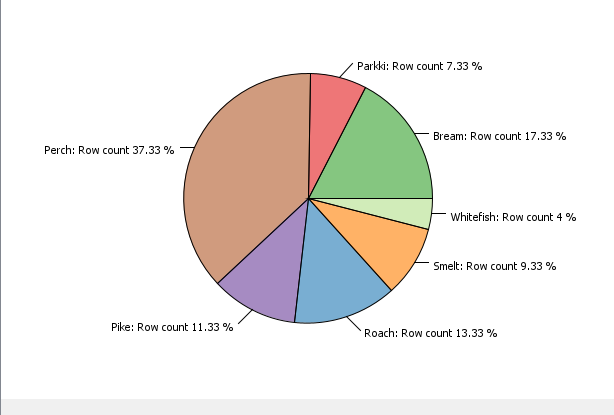 Parkki: Row count 7.33 %
Bream: Row count 17.33 %
Perch: Row count 37.33 %
Whitefish: Row count 4 %
Smelt: Row count 9.33 %
Pike: Row count 11.33 %
Roach: Row count 13.33 %